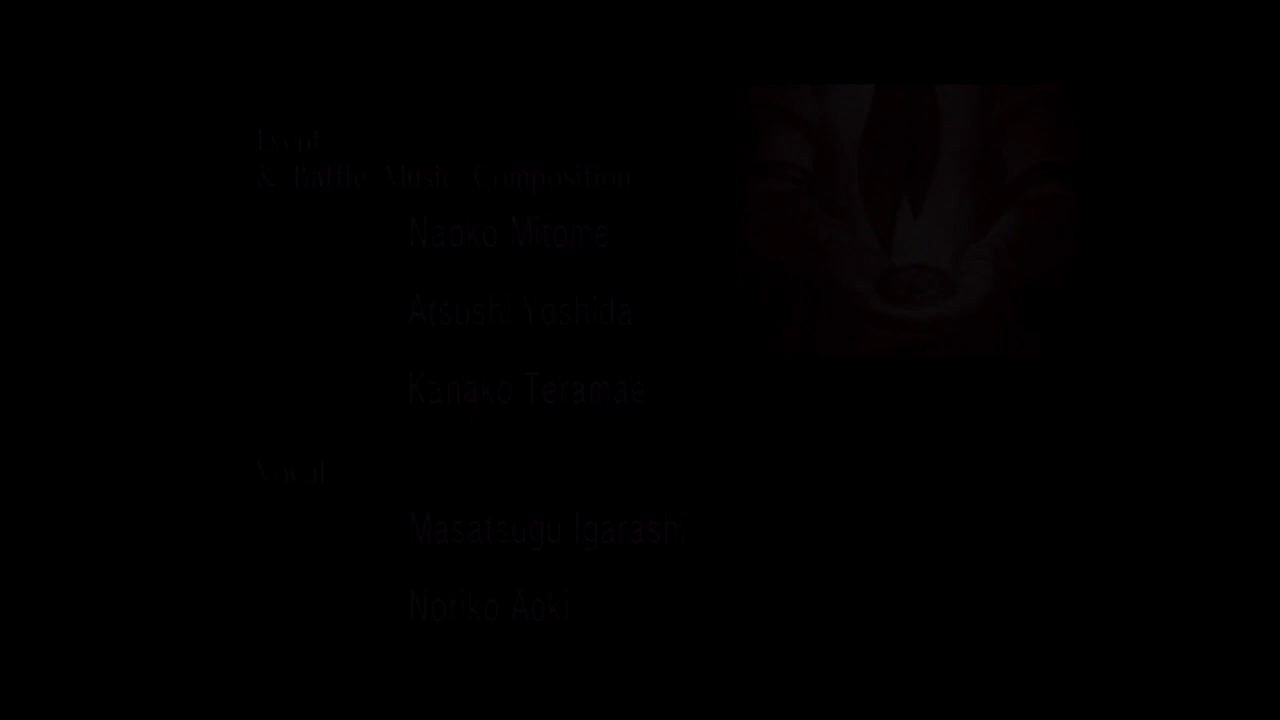 Event
& Battle Music Composition
Naoko Mitome
Atsushi Yoshida
Kanako Teramae
Vocal
Masatsugu Igarashi
Noriko Aoki